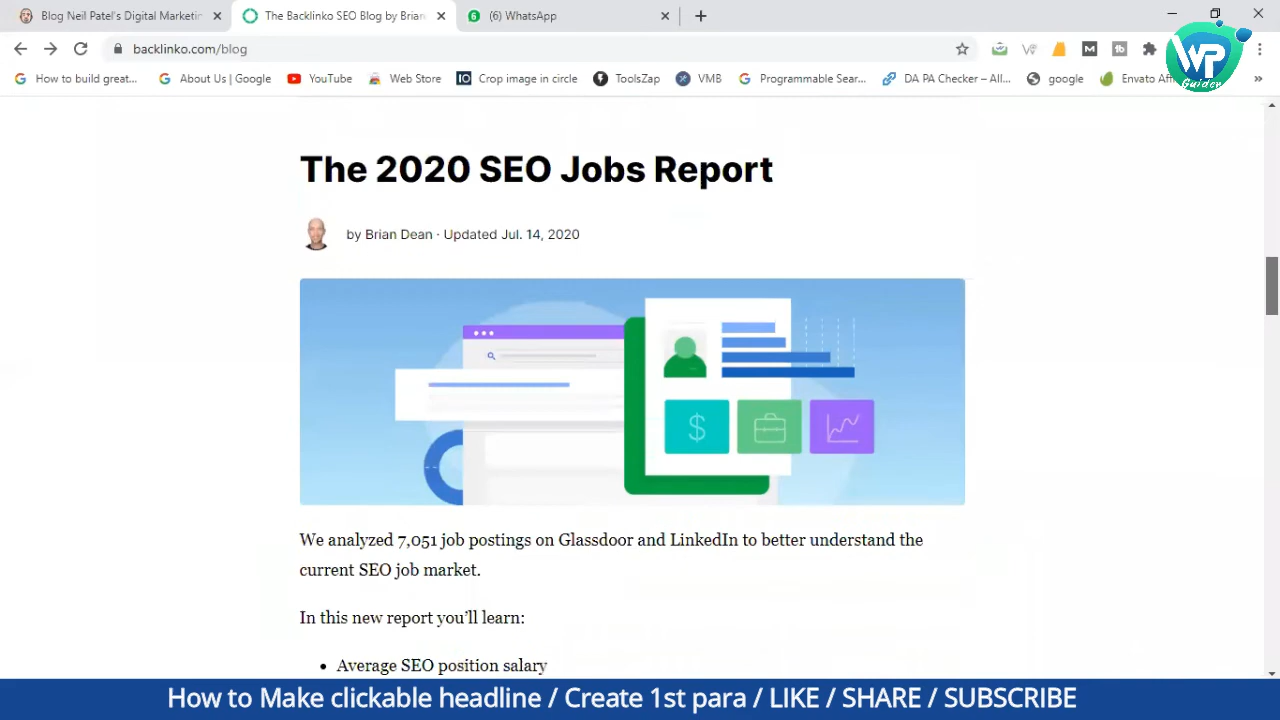 Blog Neil Patel's Digital Marketin
The Backlinko SEO Blog by Brian
6 (6) WhatsApp
backlinko.com/blog
How to build great...
About Us | Google
YouTube
Web Store
Crop image in circle
ToolsZap
VMB
Programmable Sear...
DA PA Checker – All...
google
Envato Aff
WP
Guider
The 2020 SEO Jobs Report
by Brian Dean · Updated Jul. 14, 2020
$
We analyzed 7,051 job postings on Glassdoor and LinkedIn to better understand the
current SEO job market.
In this new report you’ll learn:
• Average SEO position salary
How to Make clickable headline / Create 1st para / LIKE / SHARE / SUBSCRIBE